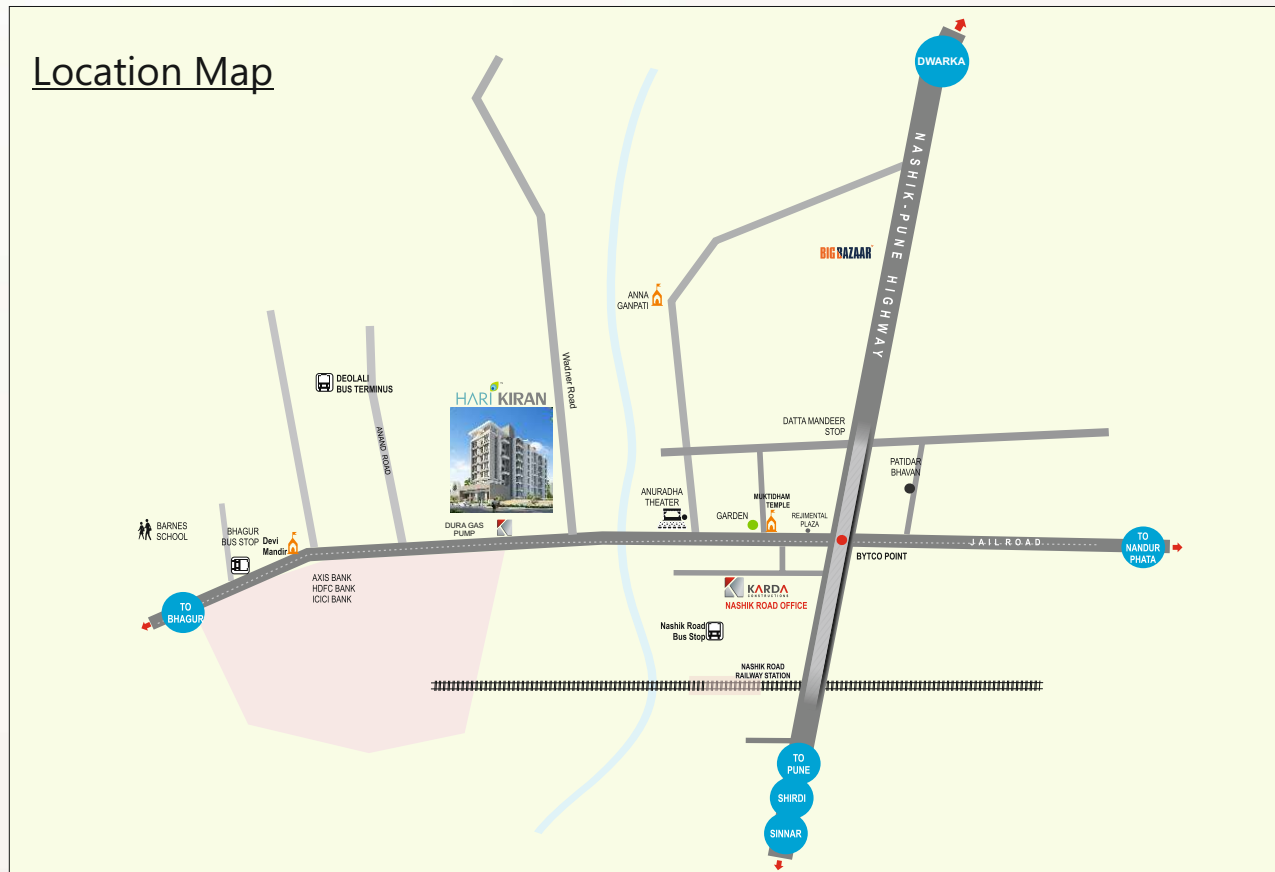 Location Map
DWARKA
NASHIK-PUNE HIGHWAY
BIG BAZAAR
ANNA
GANPATI
Wadner Road
DEOLALI
BUS TERMINUS
ANAND ROAD
HARI KIRAN
DATTA MANDEER
STOP
PATIDAR
BHAVAN
ANURADHA
THEATER
MUKTIDHAM
TEMPLE
GARDEN
REJIMENTAL
PLAZA
DURA GAS
PUMP
BARNES
SCHOOL
BHAGUR
BUS STOP
Devi
Mandir
JAIL ROAD
TO
NANDUR
PHATA
BYTCO POINT
AXIS BANK
HDFC BANK
ICICI BANK
TO
BHAGUR
KARDA
CONSTRUCTIONS
NASHIK ROAD OFFICE
Nashik Road
Bus Stop
NASHIK ROAD
RAILWAY STATION
TO
PUNE
SHIRDI
SINNAR